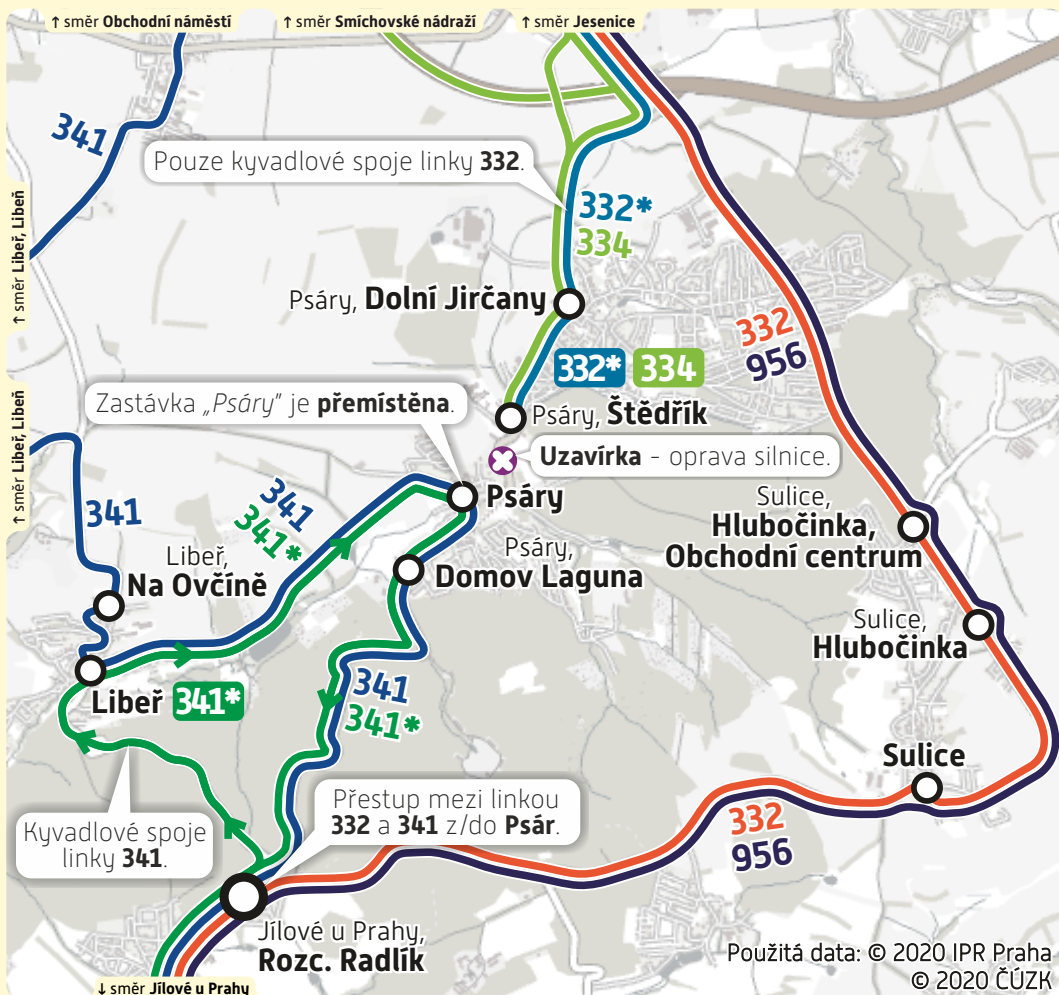 ↑ směr Obchodní náměstí
↑ směr Smíchovské nádraží
↑ směr Jesenice
341
Pouze kyvadlové spoje linky 332.
↑ směr Libeř, Libeň
332*
334
Psáry, Dolní Jirčany
332
956
332* 334
Zastávka „Psáry" je přemístěna.
Psáry, Štědřík
↑ směr Libeř, Libeň
Uzavírka - oprava silnice.
341
341
341*
Psáry
Sulice,
Hlubočinka,
Obchodní centrum
Libeř,
Na Ovčíně
Psáry,
Domov Laguna
Sulice,
Hlubočinka
Libeř 341*
341
341*
Sulice
Kyvadlové spoje
linky 341.
Přestup mezi linkou
332 a 341 z/do Psár.
332
956
Jílové u Prahy,
Rozc. Radlík
Použitá data: © 2020 IPR Praha
© 2020 ČÚZK
↓ směr Jílové u Prahy